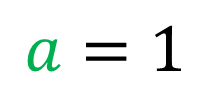 a = 1